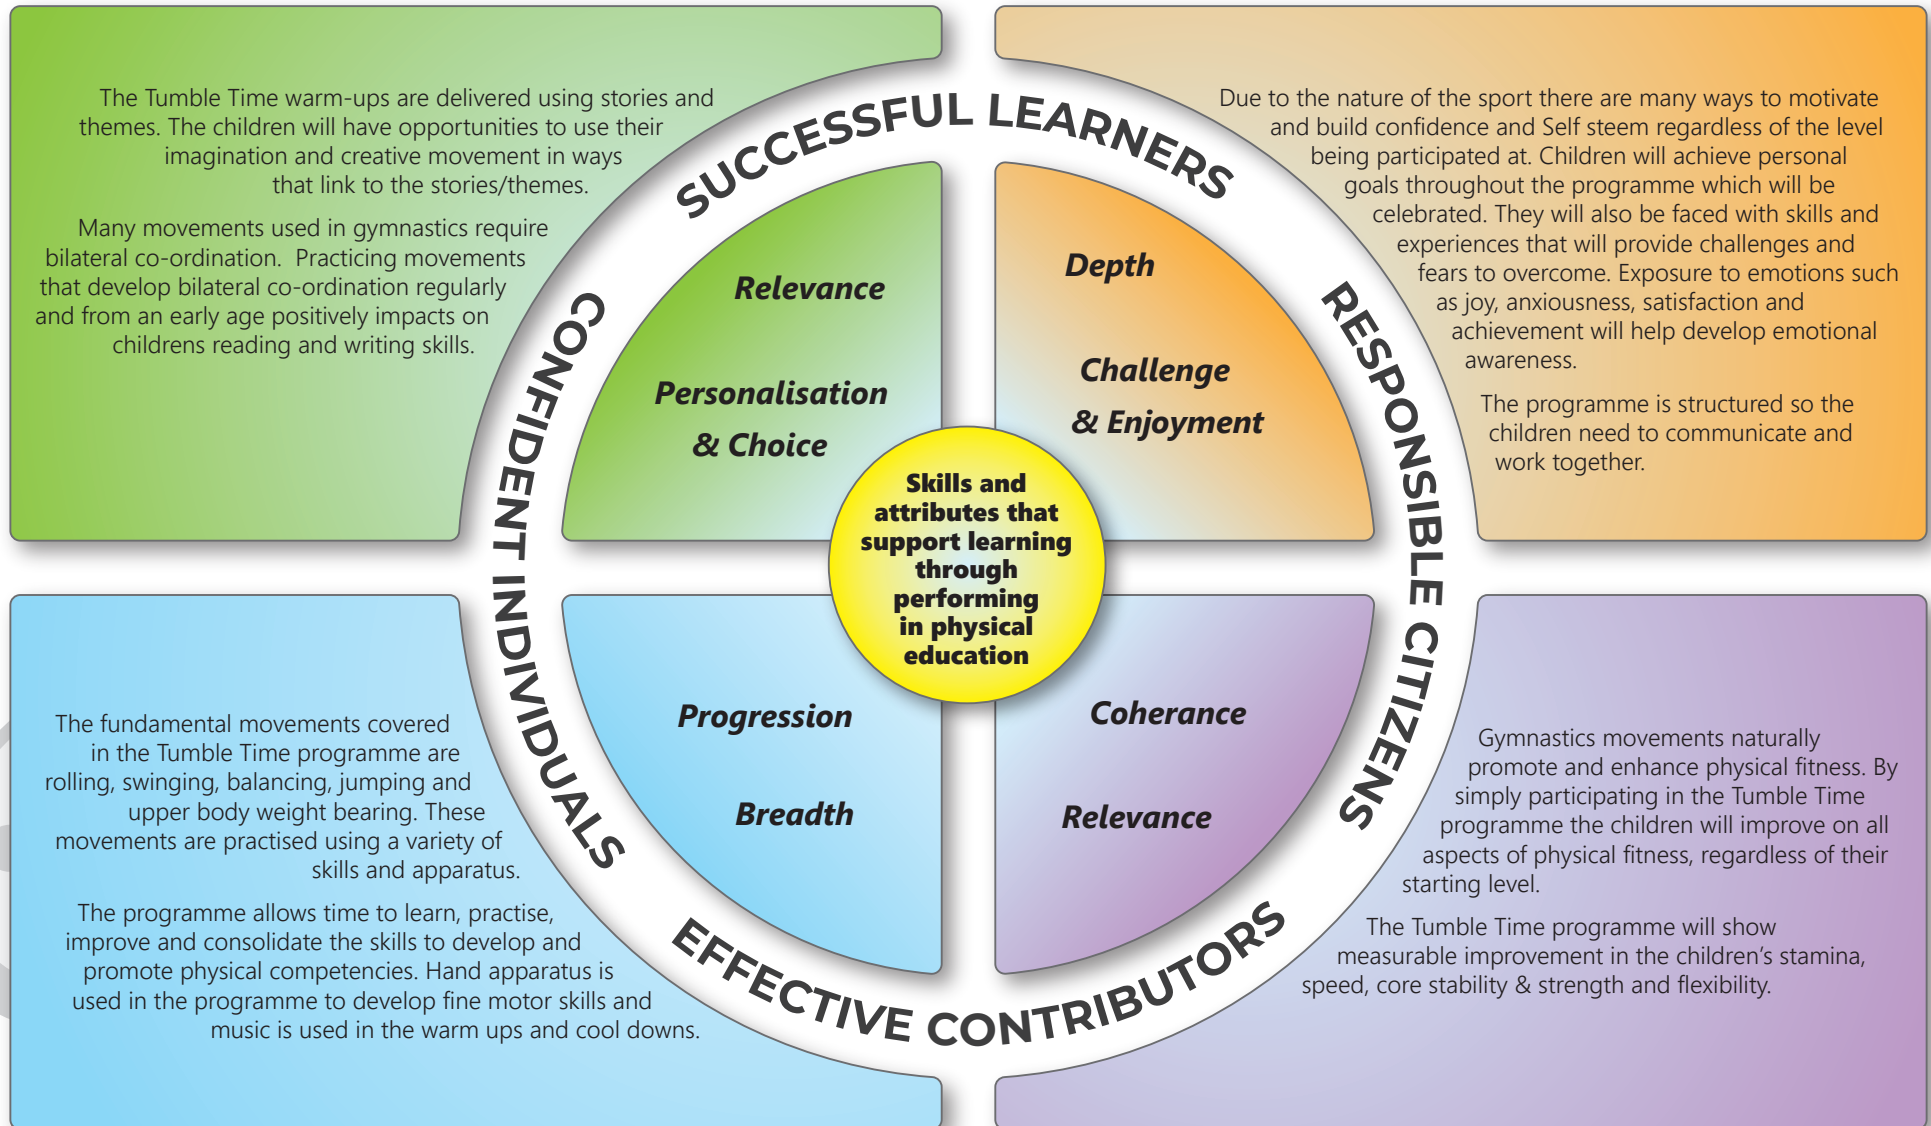 The Tumble Time warm-ups are delivered using stories and
themes. The children will have opportunities to use their
imagination and creative movement in ways
that link to the stories/themes.
Many movements used in gymnastics require
bilateral co-ordination.  Practicing movements
that develop bilateral co-ordination regularly
and from an early age positively impacts on
childrens reading and writing skills.
Due to the nature of the sport there are many ways to motivate
and build confidence and Self steem regardless of the level
being participated at. Children will achieve personal
goals throughout the programme which will be
celebrated. They will also be faced with skills and
experiences that will provide challenges and
fears to overcome. Exposure to emotions such
as joy, anxiousness, satisfaction and
achievement will help develop emotional
awareness.
The programme is structured so the
children need to communicate and
work together.
SUCCESSFUL LEARNERS
RESPONSIBLE CITIZENS
EFFECTIVE CONTRIBUTORS
CONFIDENT INDIVIDUALS
Relevance
Personalisation
& Choice
Depth
Challenge
& Enjoyment
Skills and
attributes that
support learning
through
performing
in physical
education
Progression
Breadth
Coherance
Relevance
The fundamental movements covered
in the Tumble Time programme are
rolling, swinging, balancing, jumping and
upper body weight bearing. These
movements are practised using a variety of
skills and apparatus.
The programme allows time to learn, practise,
improve and consolidate the skills to develop and
promote physical competencies. Hand apparatus is
used in the programme to develop fine motor skills and
music is used in the warm ups and cool downs.
Gymnastics movements naturally
promote and enhance physical fitness. By
simply participating in the Tumble Time
programme the children will improve on all
aspects of physical fitness, regardless of their
starting level.
The Tumble Time programme will show
measurable improvement in the children’s stamina,
speed, core stability & strength and flexibility.